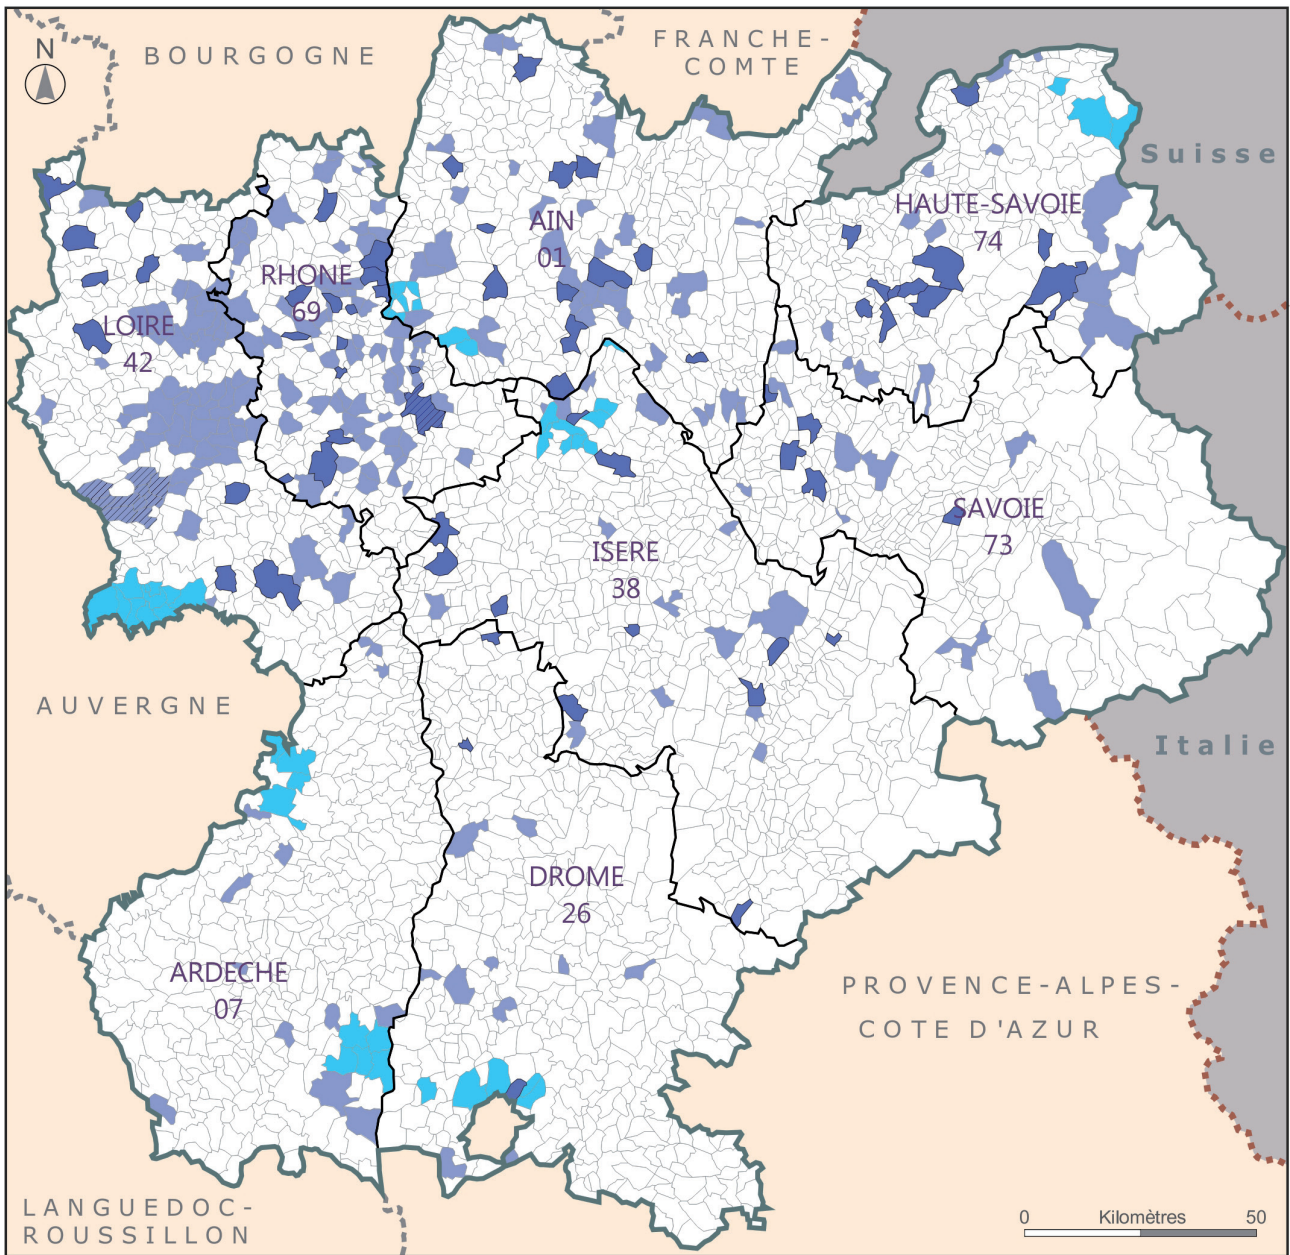 N
BOURGOGNE
FRANCHE-
COMTE
Suisse
HAUTE-SAVOIE
74
AIN
01
RHONE
69
LOIRE
42
SAVOIE
73
ISERE
38
AUVERGNE
Italie
DROME
26
ARDECHE
07
PROVENCE-ALPES-
COTE D'AZUR
LANGUEDOC-
ROUSSILLON
0 Kilomètres 50